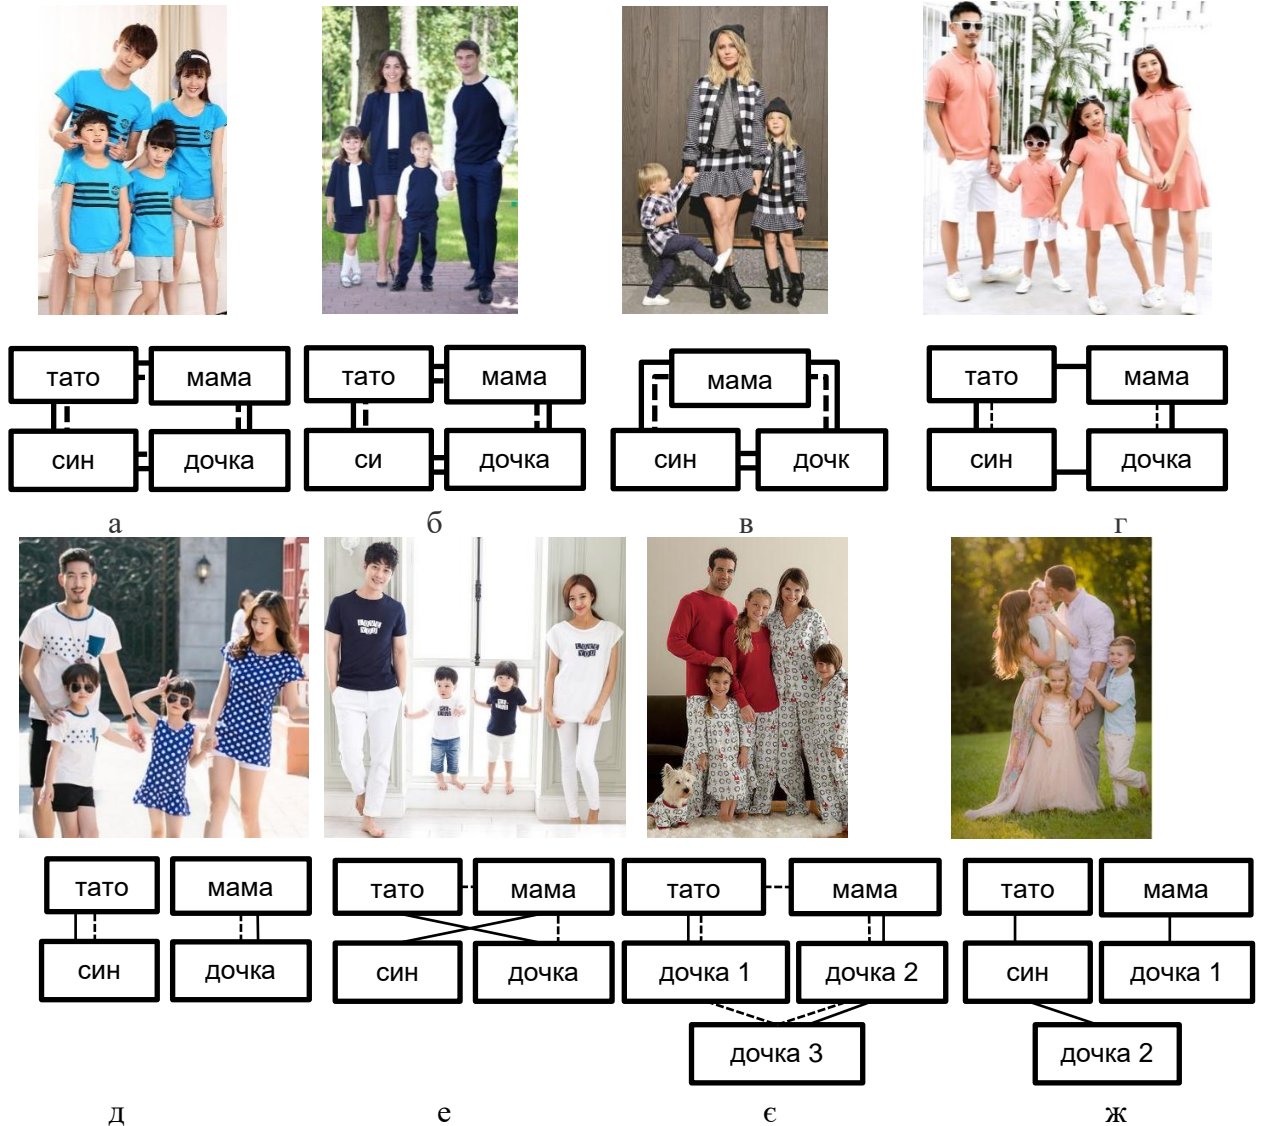 тато мама тато мама мама тато мама
син дочка си дочка син дочк син дочка
а б в г
тато мама тато мама тато мама тато мама
син дочка син дочка дочка 1 дочка 2 син дочка 1
дочка 3 дочка 2
д е є ж